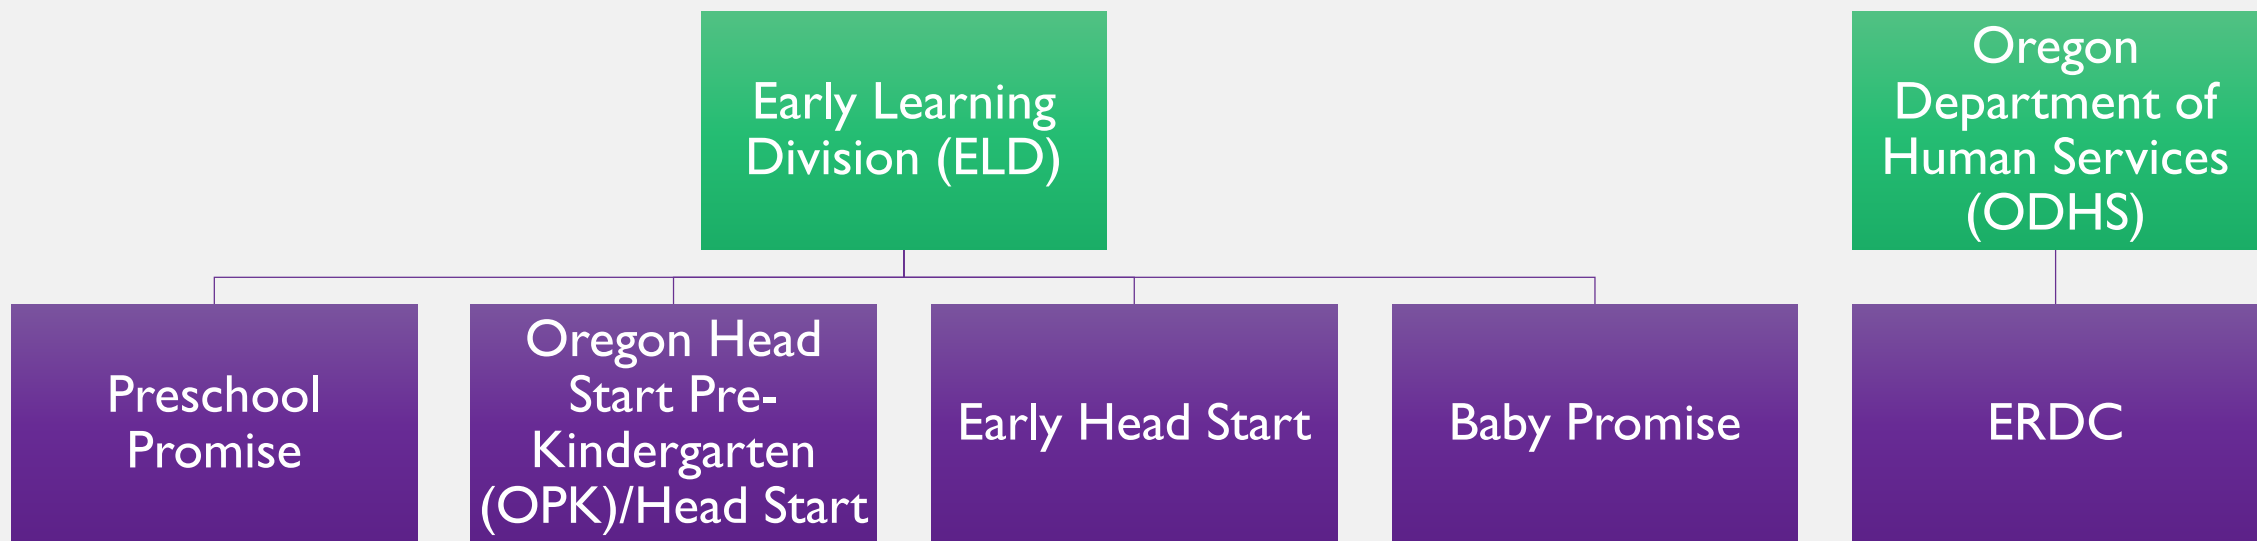 Early Learning
Division (ELD)
Oregon
Department of
Human Services
(ODHS)
Preschool
Promise
Oregon Head
Start Pre-
Kindergarten
(OPK)/Head Start
Early Head Start
Baby Promise
ERDC